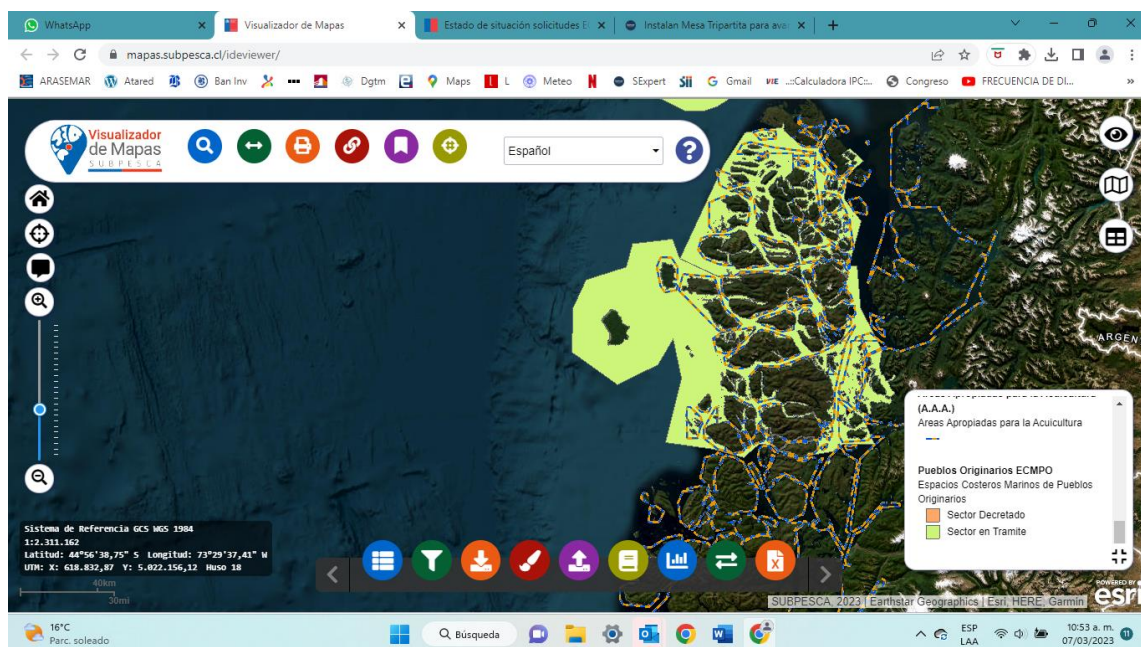 WhatsApp
Visualizador de Mapas
Estado de situación solicitudes E
Instalan Mesa Tripartita para ava
mapas.subpesca.cl/ideviewer/
ARASEMAR
Atared
Ban Inv
Dgtm
Maps
L
Meteo
SExpert
Sii
Gmail
VIE
..::Calculadora IPC::..
Congreso
FRECUENCIA DE DI...
»
Visualizador
de Mapas
SUBPESCA
Español
?
ARGEN
(A.A.A.)
Areas Apropiadas para la Acuicultura
Pueblos Originarios ECMPO
Espacios Costeros Marinos de Pueblos
Originarios
Sector Decretado
Sector en Tramite
Sistema de Referencia GCS WGS 1984
1:2.311.162
Latitud: 44°56'38,75" S Longitud: 73°29'37,41" W
UTM: X: 618.832,87 Y: 5.022.156,12 Huso 18
40km
30mi
SUBPESCA, 2023 | Earthstar Geographics | Esri, HERE, Garmin
POWERED BY
esri
16°C
Parc. soleado
Búsqueda
ESP
LAA
10:53 a. m.
07/03/2023
11